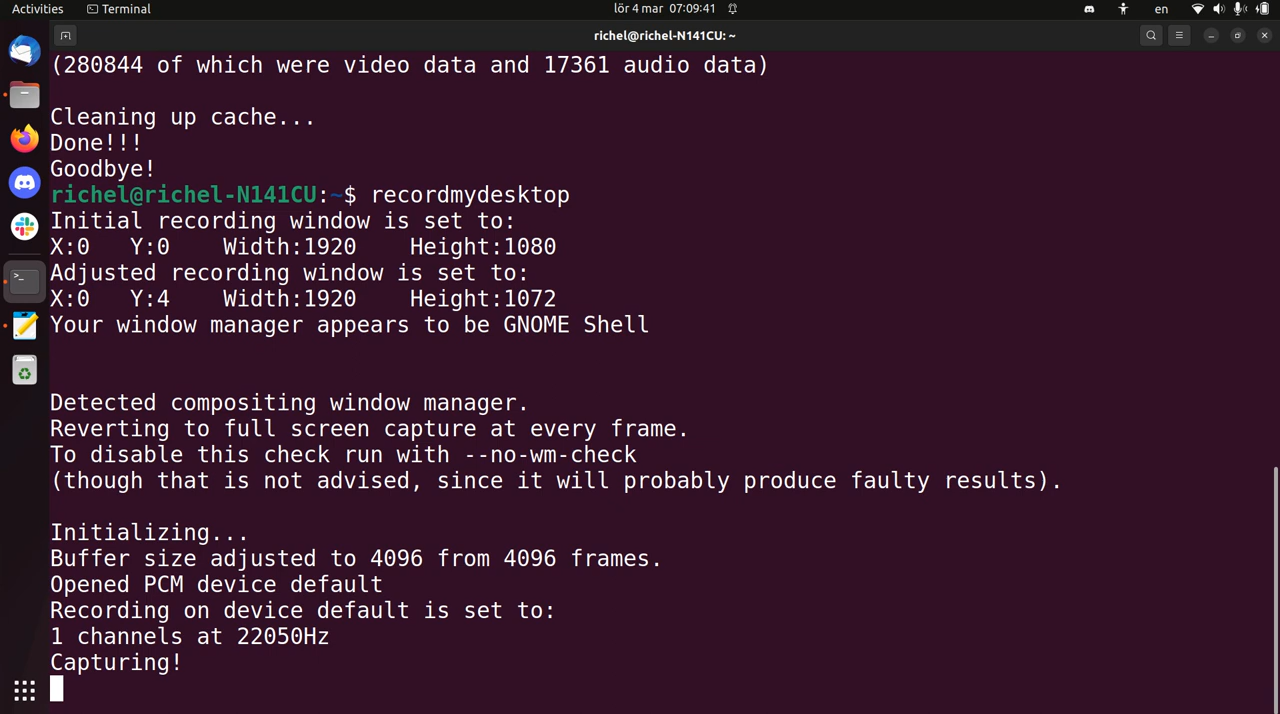 Activities Terminal lör 4 mar 07:09:41 en
richel@richel-N141CU: ~
(280844 of which were video data and 17361 audio data)
Cleaning up cache...
Done!!!
Goodbye!
richel@richel-N141CU:~$ recordmydesktop
Initial recording window is set to:
X:0   Y:0    Width:1920    Height:1080
Adjusted recording window is set to:
X:0   Y:4    Width:1920    Height:1072
Your window manager appears to be GNOME Shell
Detected compositing window manager.
Reverting to full screen capture at every frame.
To disable this check run with --no-wm-check
(though that is not advised, since it will probably produce faulty results).
Initializing...
Buffer size adjusted to 4096 from 4096 frames.
Opened PCM device default
Recording on device default is set to:
1 channels at 22050Hz
Capturing!